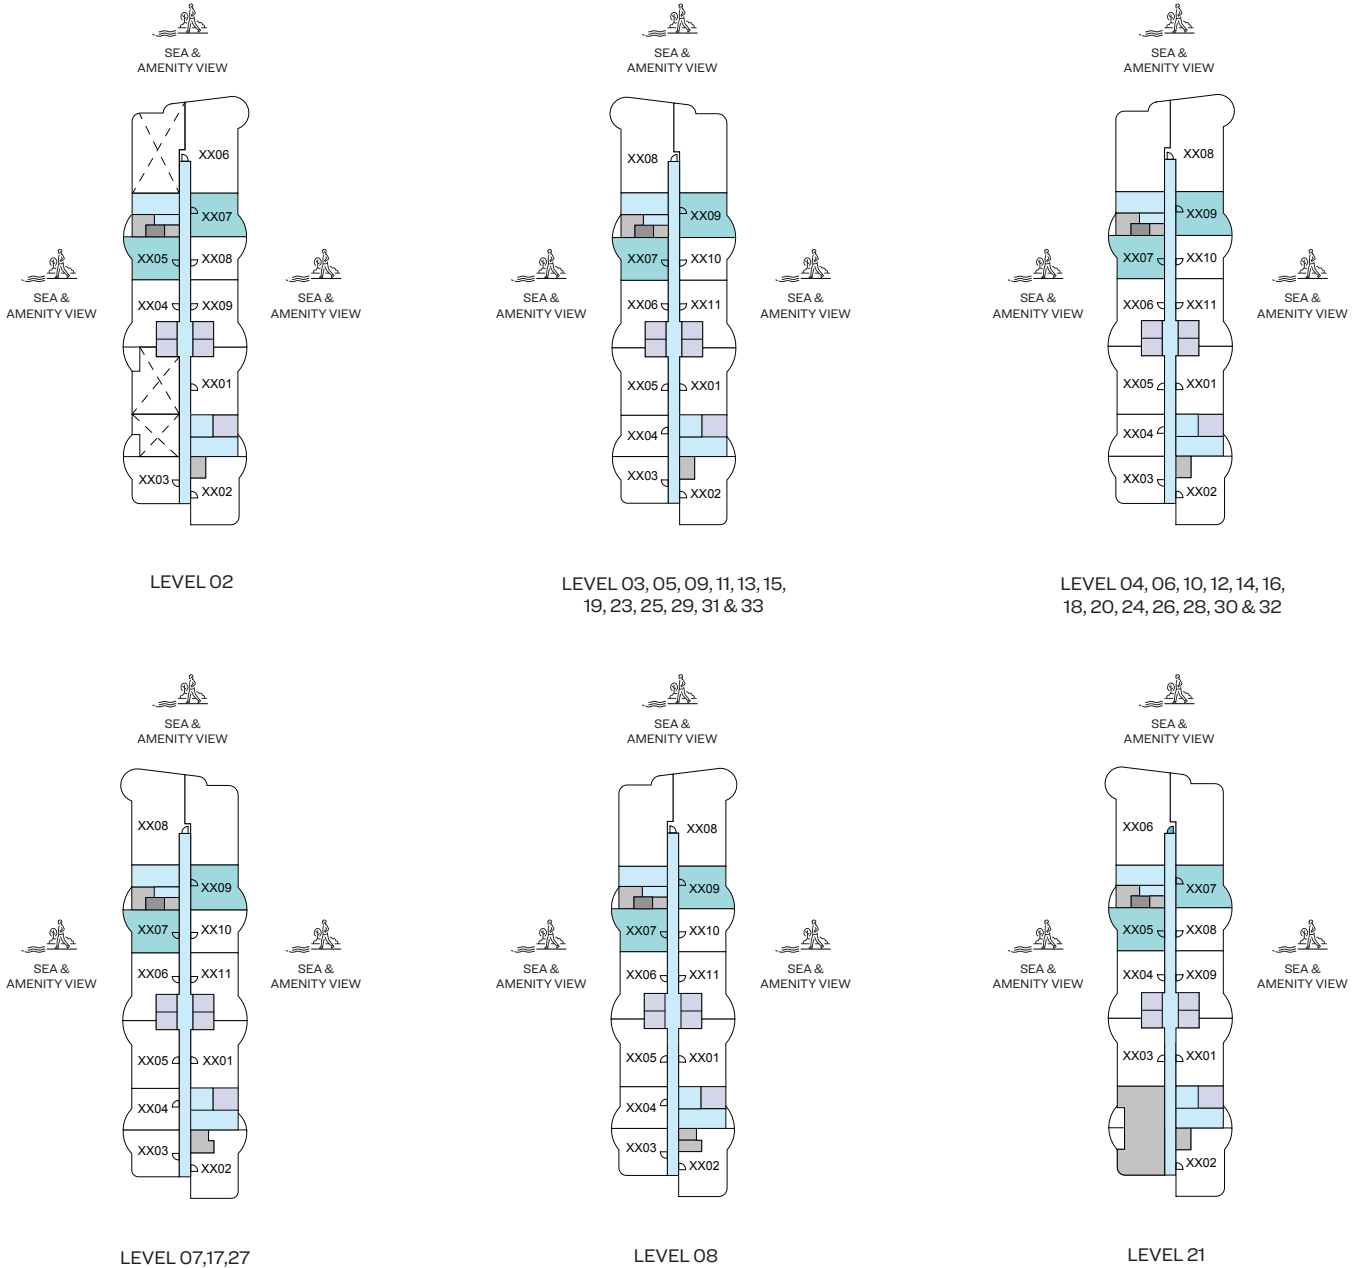 SEA &
AMENITY VIEW
XX06
XX07
XX05
XX08
XX04
XX09
SEA &
AMENITY VIEW
SEA &
AMENITY VIEW
XX01
XX03
XX02
LEVEL 02
SEA &
AMENITY VIEW
XX08
XX09
XX07
XX10
XX06
XX11
SEA &
AMENITY VIEW
SEA &
AMENITY VIEW
XX05
XX01
XX04
XX03
XX02
LEVEL 03, 05, 09, 11, 13, 15,
19, 23, 25, 29, 31 & 33
SEA &
AMENITY VIEW
XX08
XX09
XX07
XX10
XX06
XX11
SEA &
AMENITY VIEW
SEA &
AMENITY VIEW
XX05
XX01
XX04
XX03
XX02
LEVEL 04, 06, 10, 12, 14, 16,
18, 20, 24, 26, 28, 30 & 32
SEA &
AMENITY VIEW
XX08
XX09
XX07
XX10
XX06
XX11
SEA &
AMENITY VIEW
SEA &
AMENITY VIEW
XX05
XX01
XX04
XX03
XX02
LEVEL 07,17,27
SEA &
AMENITY VIEW
XX08
XX09
XX07
XX10
XX06
XX11
SEA &
AMENITY VIEW
SEA &
AMENITY VIEW
XX05
XX01
XX04
XX03
XX02
LEVEL 08
SEA &
AMENITY VIEW
XX06
XX07
XX05
XX08
XX04
XX09
SEA &
AMENITY VIEW
SEA &
AMENITY VIEW
XX03
XX01
XX02
LEVEL 21